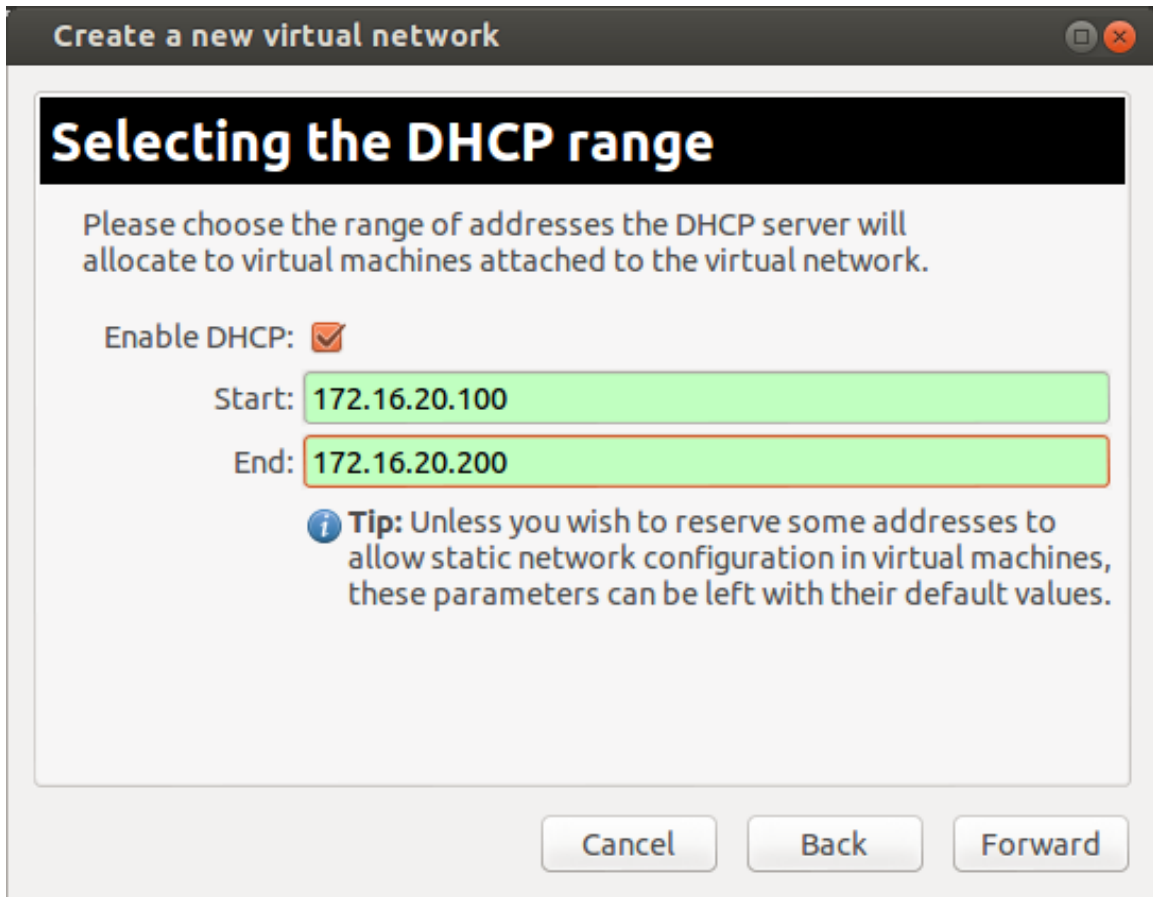 Create a new virtual network
Selecting the DHCP range
Please choose the range of addresses the DHCP server will
allocate to virtual machines attached to the virtual network.
Enable DHCP:
Start: 172.16.20.100
End: 172.16.20.200
Tip: Unless you wish to reserve some addresses to
allow static network configuration in virtual machines,
these parameters can be left with their default values.
Cancel Back Forward